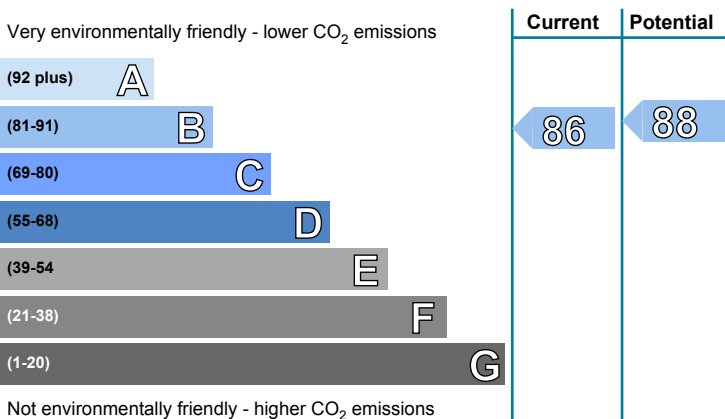 Very environmentally friendly - lower CO2 emissions
Current Potential
(92 plus) A
(81-91) B
86 88
(69-80) C
(55-68) D
(39-54 E
(21-38) F
(1-20) G
Not environmentally friendly - higher CO2 emissions